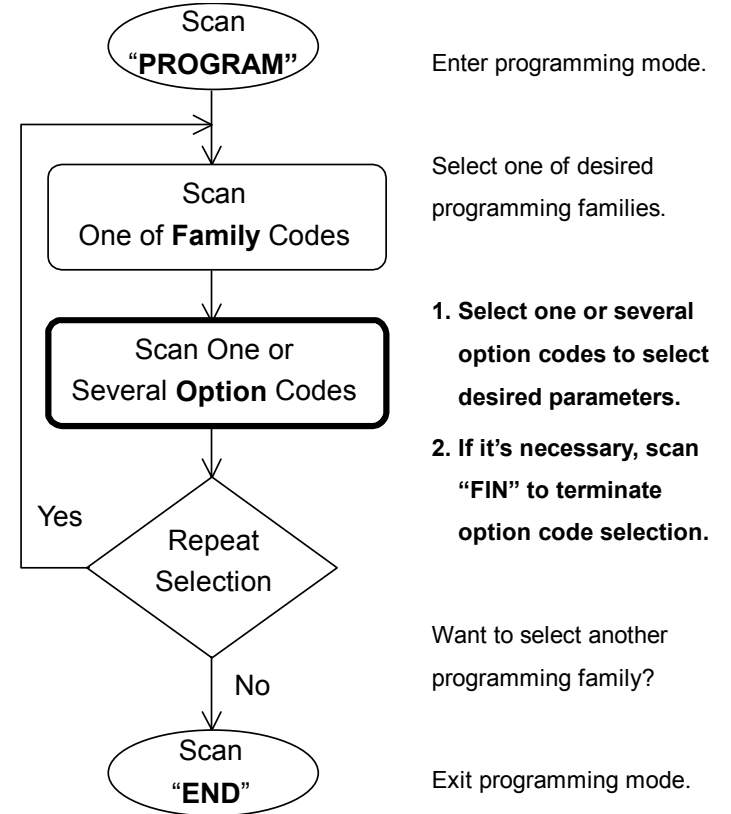 Scan
“PROGRAM”
Enter programming mode.
Select one of desired
programming families.
Scan
One of Family Codes
1. Select one or several
option codes to select
desired parameters.
2. If it’s necessary, scan
“FIN” to terminate
option code selection.
Scan One or
Several Option Codes
Yes
Repeat
Selection
Want to select another
programming family?
No
Scan
“END”
Exit programming mode.